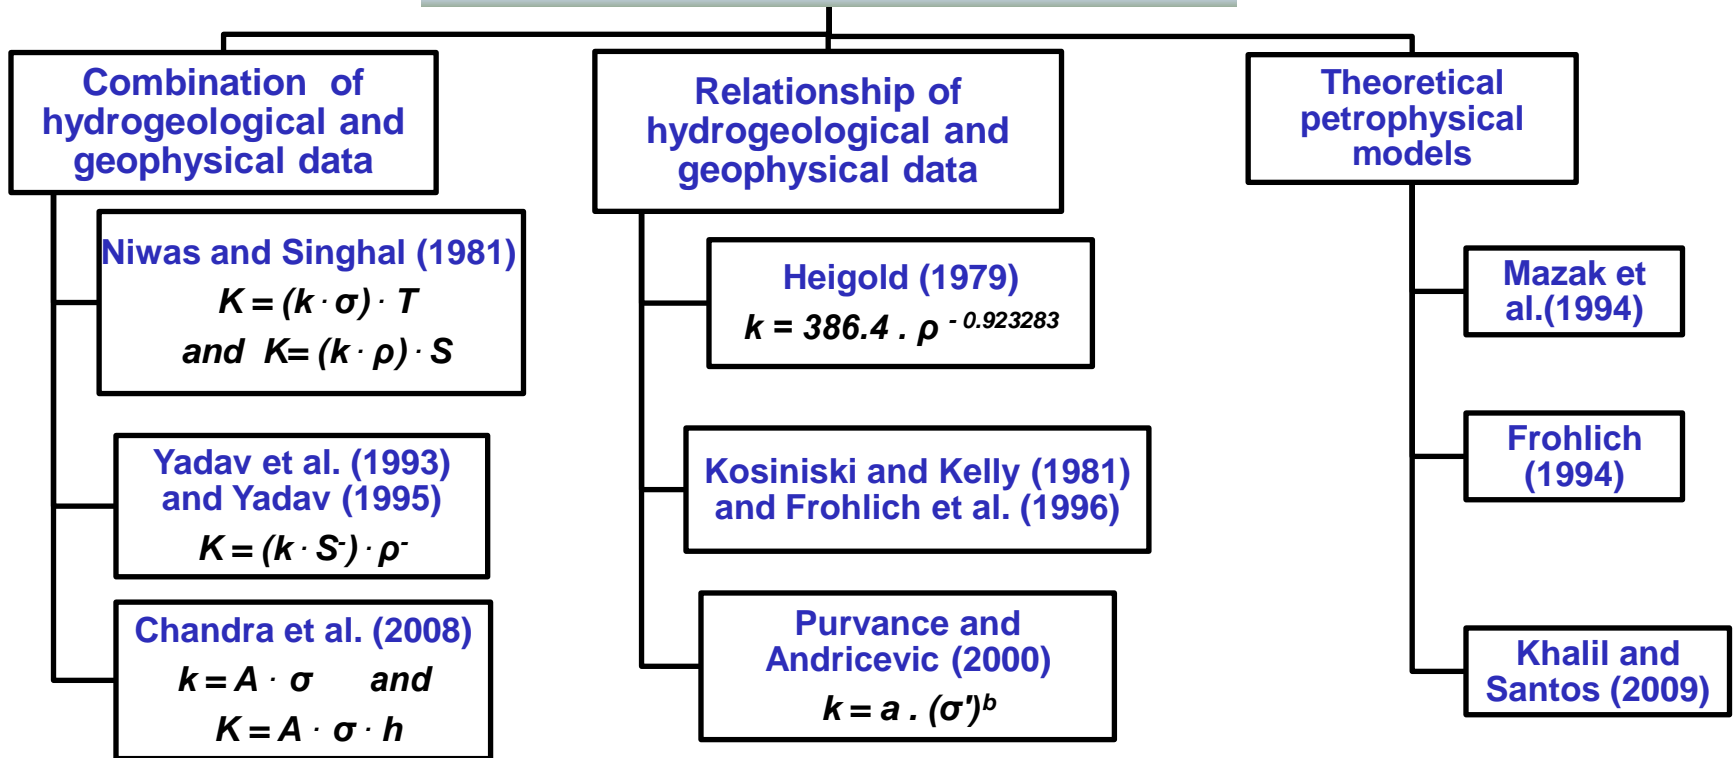 Combination of
hydrogeological and
geophysical data
Niwas and Singhal (1981)
K = (k · σ) · T
and K= (k · ρ) · S
Yadav et al. (1993)
and Yadav (1995)
K = (k · S⁻) · ρ⁻
Chandra et al. (2008)
k = A · σ and
K = A · σ · h
Relationship of
hydrogeological and
geophysical data
Heigold (1979)
k = 386.4 . ρ ⁻ ⁰·⁹²³²⁸³
Kosiniski and Kelly (1981)
and Frohlich et al. (1996)
Purvance and
Andricevic (2000)
k = a . (σ')ᵇ
Theoretical
petrophysical
models
Mazak et
al.(1994)
Frohlich
(1994)
Khalil and
Santos (2009)